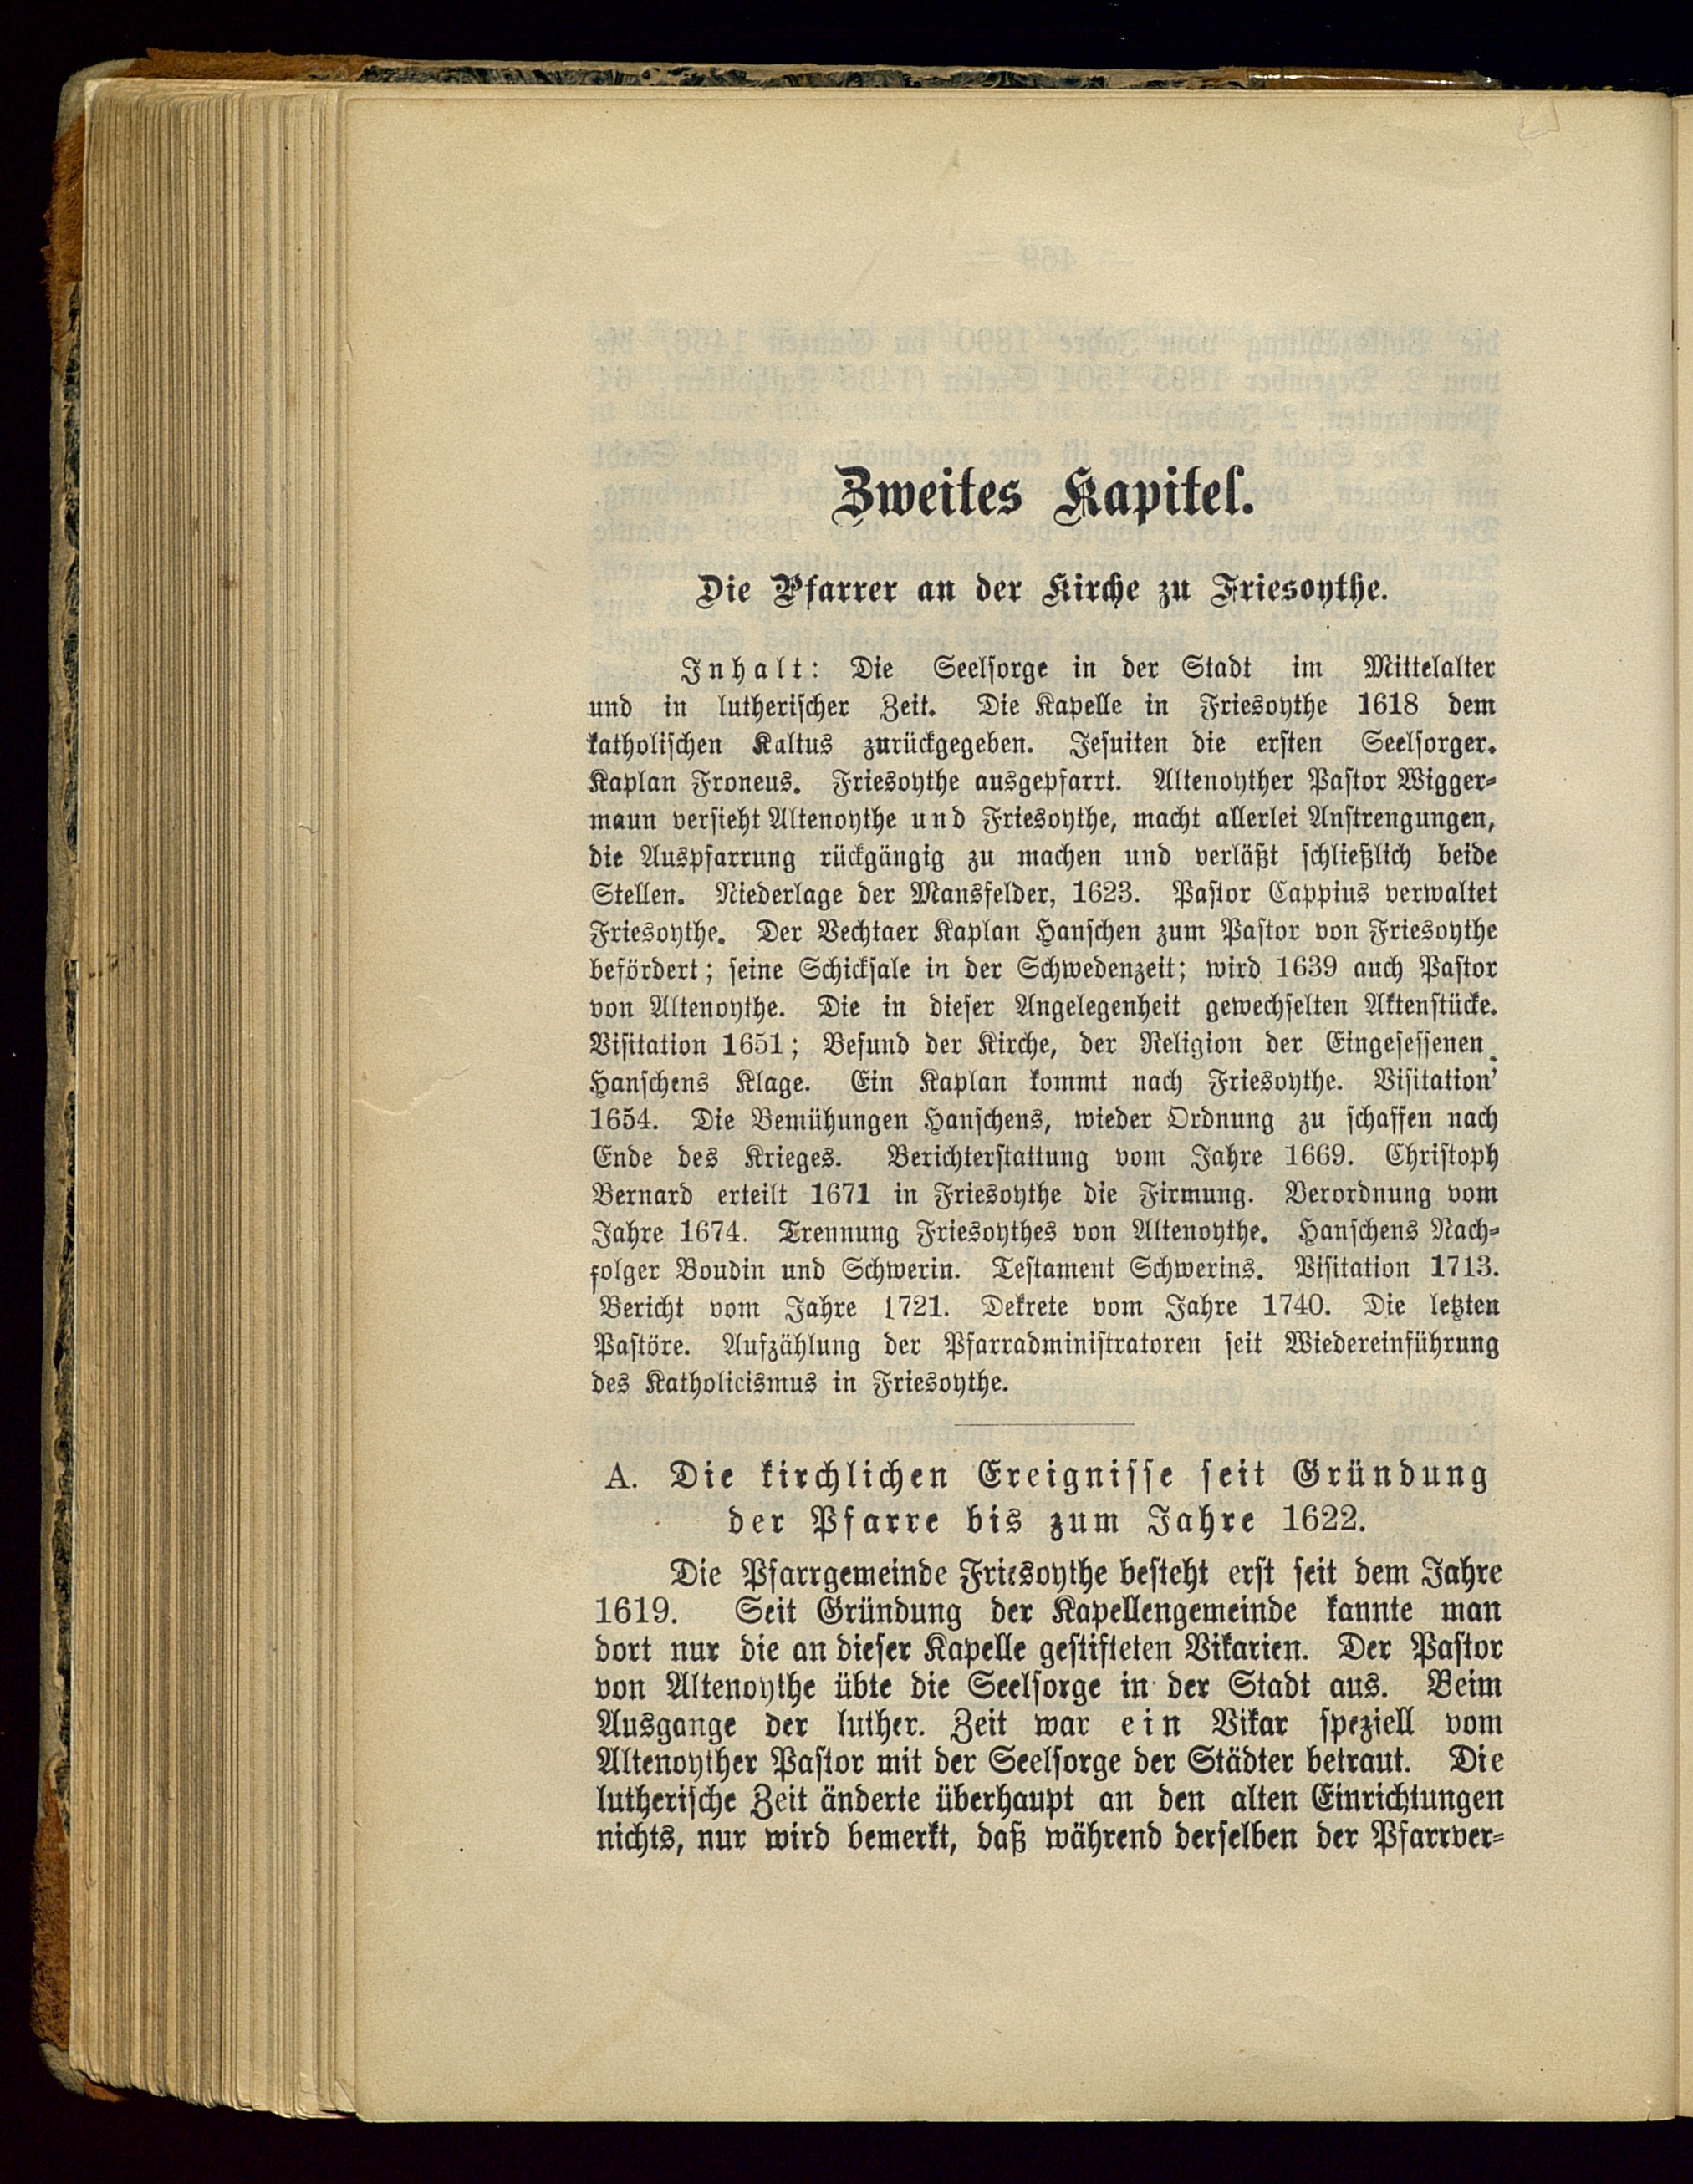 Zweites Kapitel.
Die Pfarrer an der Kirche zu Friesoythe.
Inhalt: Die Seelsorge in der Stadt im Mittelalter
und in lutherischer Zeit. Die Kapelle in Friesoythe 1618 dem
katholischen Kaltus zurückgegeben. Jesuiten die ersten Seelsorger.
Kaplan Froneus. Friesoythe ausgepfarrt. Altenoyther Pastor Wigger-
maun versieht Altenoythe und Friesoythe, macht allerlei Anstrengungen,
die Auspfarrung rückgängig zu machen und verläßt schließlich beide
Stellen. Niederlage der Mansfelder, 1623. Pastor Cappius verwaltet
Friesoythe. Der Vechtaer Kaplan Hanschen zum Pastor von Friesoythe
befördert; seine Schicksale in der Schwedenzeit; wird 1639 auch Pastor
von Altenoythe. Die in dieser Angelegenheit gewechselten Aktenstücke.
Visitation 1651; Befund der Kirche, der Religion der Eingesessenen.
Hanschens Klage. Ein Kaplan kommt nach Friesoythe. Visitation
1654. Die Bemühungen Hanschens, wieder Ordnung zu schaffen nach
Ende des Krieges. Berichterstattung vom Jahre 1669. Christoph
Bernard erteilt 1671 in Friesoythe die Firmung. Verordnung vom
Jahre 1674. Trennung Friesoythes von Altenoythe. Hanschens Nach-
folger Boudin und Schwerin. Testament Schwerins. Visitation 1713.
Bericht vom Jahre 1721. Dekrete vom Jahre 1740. Die letzten
Pastöre. Aufzählung der Pfarradministratoren seit Wiedereinführung
des Katholicismus in Friesoythe.
A. Die kirchlichen Ereignisse seit Gründung
der Pfarre bis zum Jahre 1622.
Die Pfarrgemeinde Friesoythe besteht erst seit dem Jahre
1619. Seit Gründung der Kapellengemeinde kannte man
dort nur die an dieser Kapelle gestifteten Vikarien. Der Pastor
von Altenoythe übte die Seelsorge in der Stadt aus. Beim
Ausgange der luther. Zeit war ein Vikar speziell vom
Altenoyther Pastor mit der Seelsorge der Städter betraut. Die
lutherische Zeit änderte überhaupt an den alten Einrichtungen
nichts, nur wird bemerkt, daß während derselben der Pfarrver-